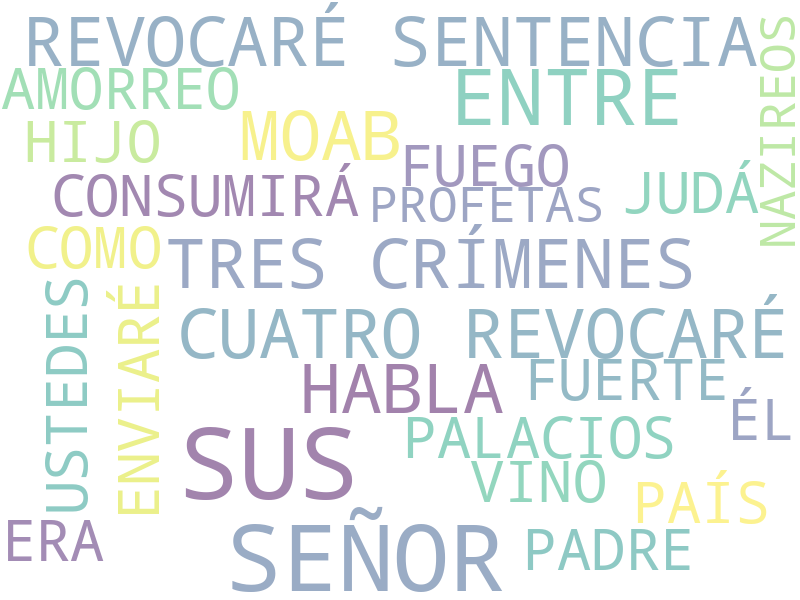 REVOCARÉ SENTENCIA
NAZIREOS
AMORREO
ENTRE
HIJO
MOAB
FUEGO
CONSUMIRÁ
PROFETAS
JUDÁ
COMO
TRES CRÍMENES
USTEDES
ENVIARÉ
CUATRO REVOCARÉ
HABLA
FUERTE
ÉL
SUS
PALACIOS
VINO
PAÍS
ERA
SEÑOR
PADRE